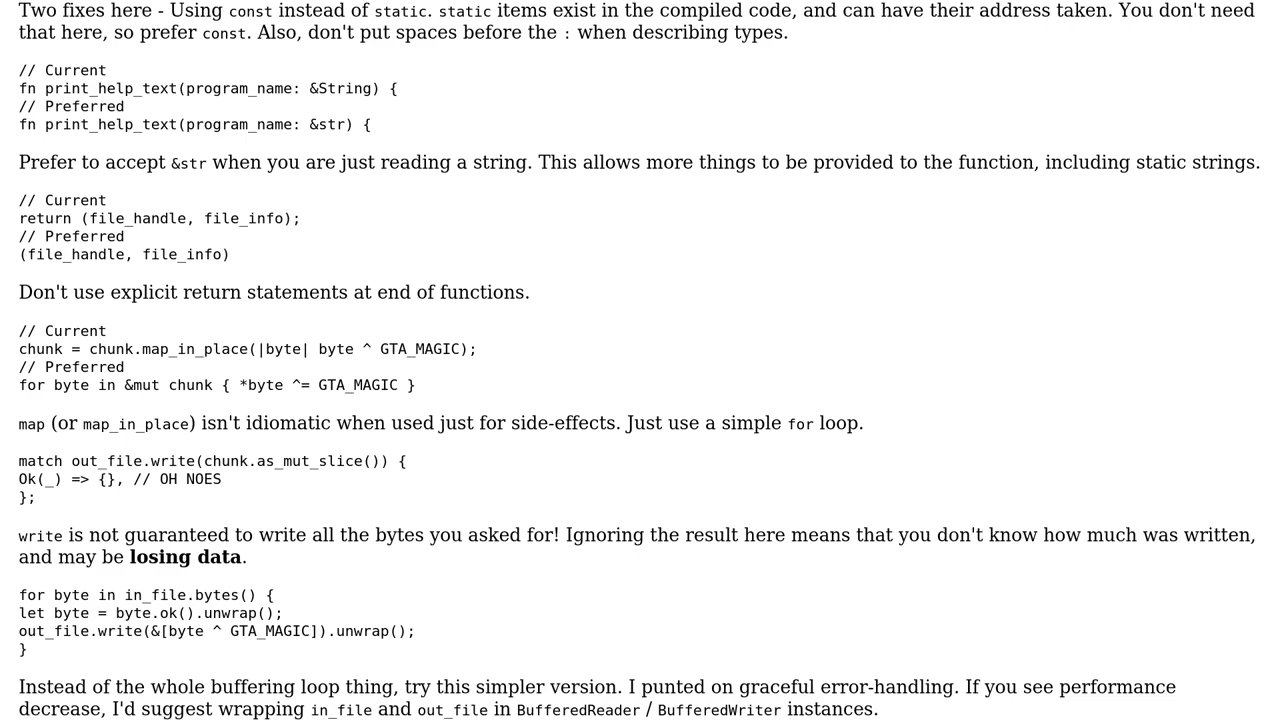 Two fixes here - Using const instead of static. static items exist in the compiled code, and can have their address taken. You don't need
that here, so prefer const. Also, don't put spaces before the : when describing types.
// Current
fn print_help_text(program_name: &String) {
// Preferred
fn print_help_text(program_name: &str) {
Prefer to accept &str when you are just reading a string. This allows more things to be provided to the function, including static strings.
// Current
return (file_handle, file_info);
// Preferred
(file_handle, file_info)
Don't use explicit return statements at end of functions.
// Current
chunk = chunk.map_in_place(|byte| byte ^ GTA_MAGIC);
// Preferred
for byte in &mut chunk { *byte ^= GTA_MAGIC }
map (or map_in_place) isn't idiomatic when used just for side-effects. Just use a simple for loop.
match out_file.write(chunk.as_mut_slice()) {
Ok(_) => {}, // OH NOES
};
write is not guaranteed to write all the bytes you asked for! Ignoring the result here means that you don't know how much was written,
and may be losing data.
for byte in in_file.bytes() {
let byte = byte.ok().unwrap();
out_file.write(&[byte ^ GTA_MAGIC]).unwrap();
}
Instead of the whole buffering loop thing, try this simpler version. I punted on graceful error-handling. If you see performance
decrease, I'd suggest wrapping in_file and out_file in BufferedReader / BufferedWriter instances.